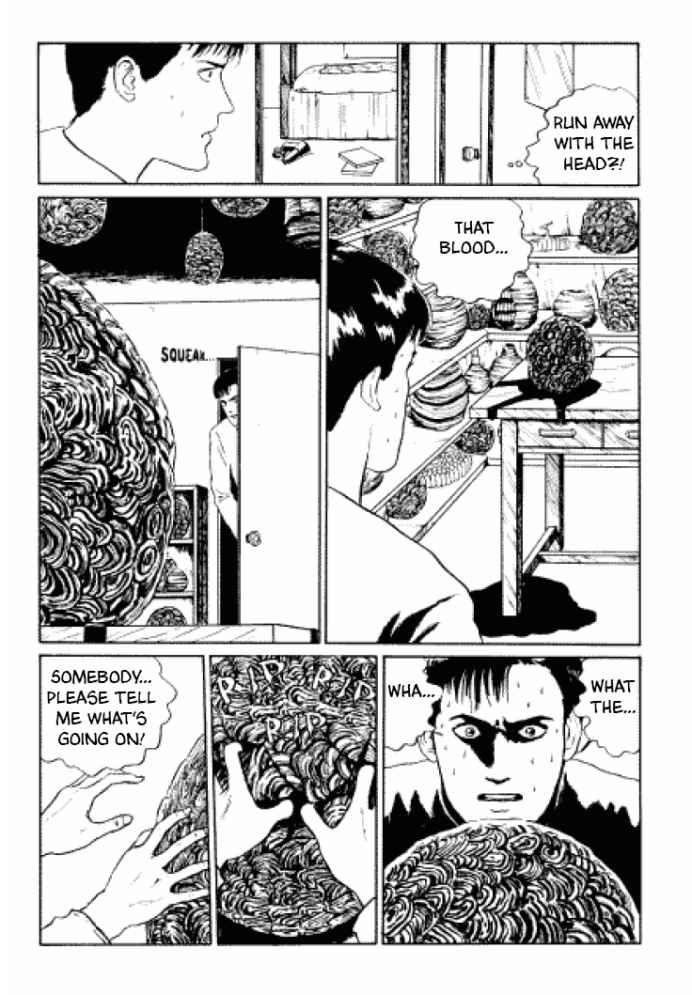 RUN AWAY
WITH THE
HEAD?!
SQUEAK...
THAT
BLOOD...
SOMEBODY...
PLEASE TELL
ME WHAT'S
GOING ON!
RIP RIP
RIP
WHA...
WHAT
THE...